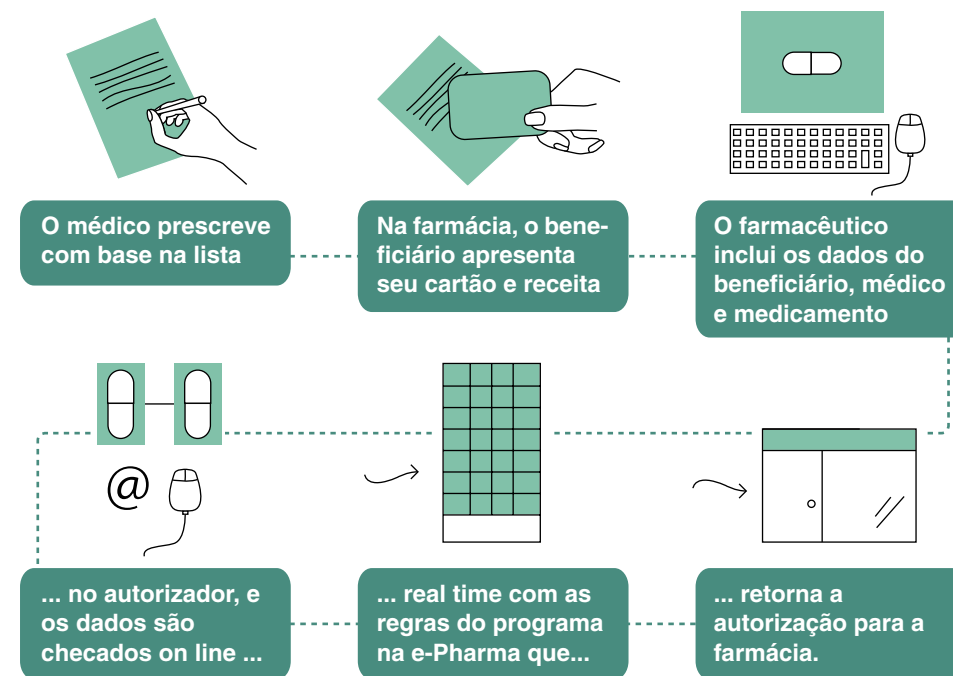 O médico prescreve
com base na lista
Na farmácia, o bene-
ficiário apresenta
seu cartão e receita
O farmacêutico
inclui os dados do
beneficiário, médico
e medicamento
@
... no autorizador, e
os dados são
checados on line ...
... real time com as
regras do programa
na e-Pharma que...
... retorna a
autorização para a
farmácia.